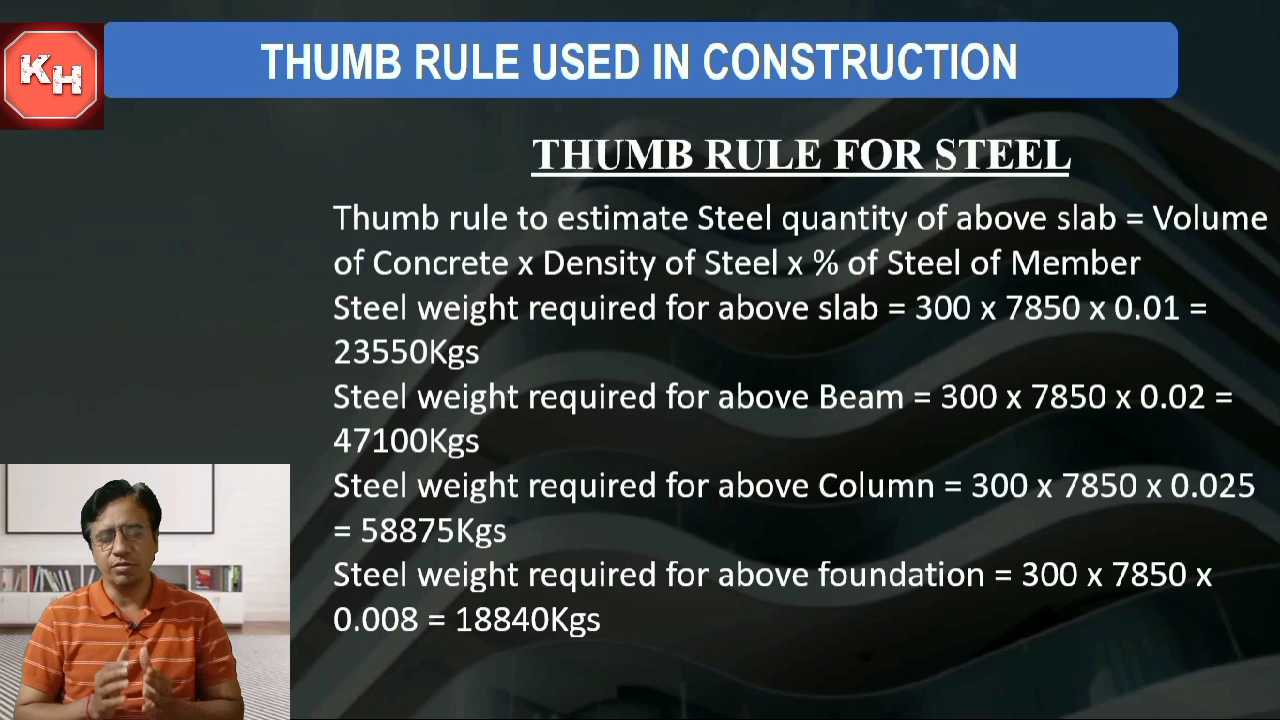 KH
THUMB RULE USED IN CONSTRUCTION
THUMB RULE FOR STEEL
Thumb rule to estimate Steel quantity of above slab = Volume
of Concrete x Density of Steel x % of Steel of Member
Steel weight required for above slab = 300 x 7850 x 0.01 =
23550Kgs
Steel weight required for above Beam = 300 x 7850 x 0.02 =
47100Kgs
Steel weight required for above Column = 300 x 7850 x 0.025
= 58875Kgs
Steel weight required for above foundation = 300 x 7850 x
0.008 = 18840Kgs